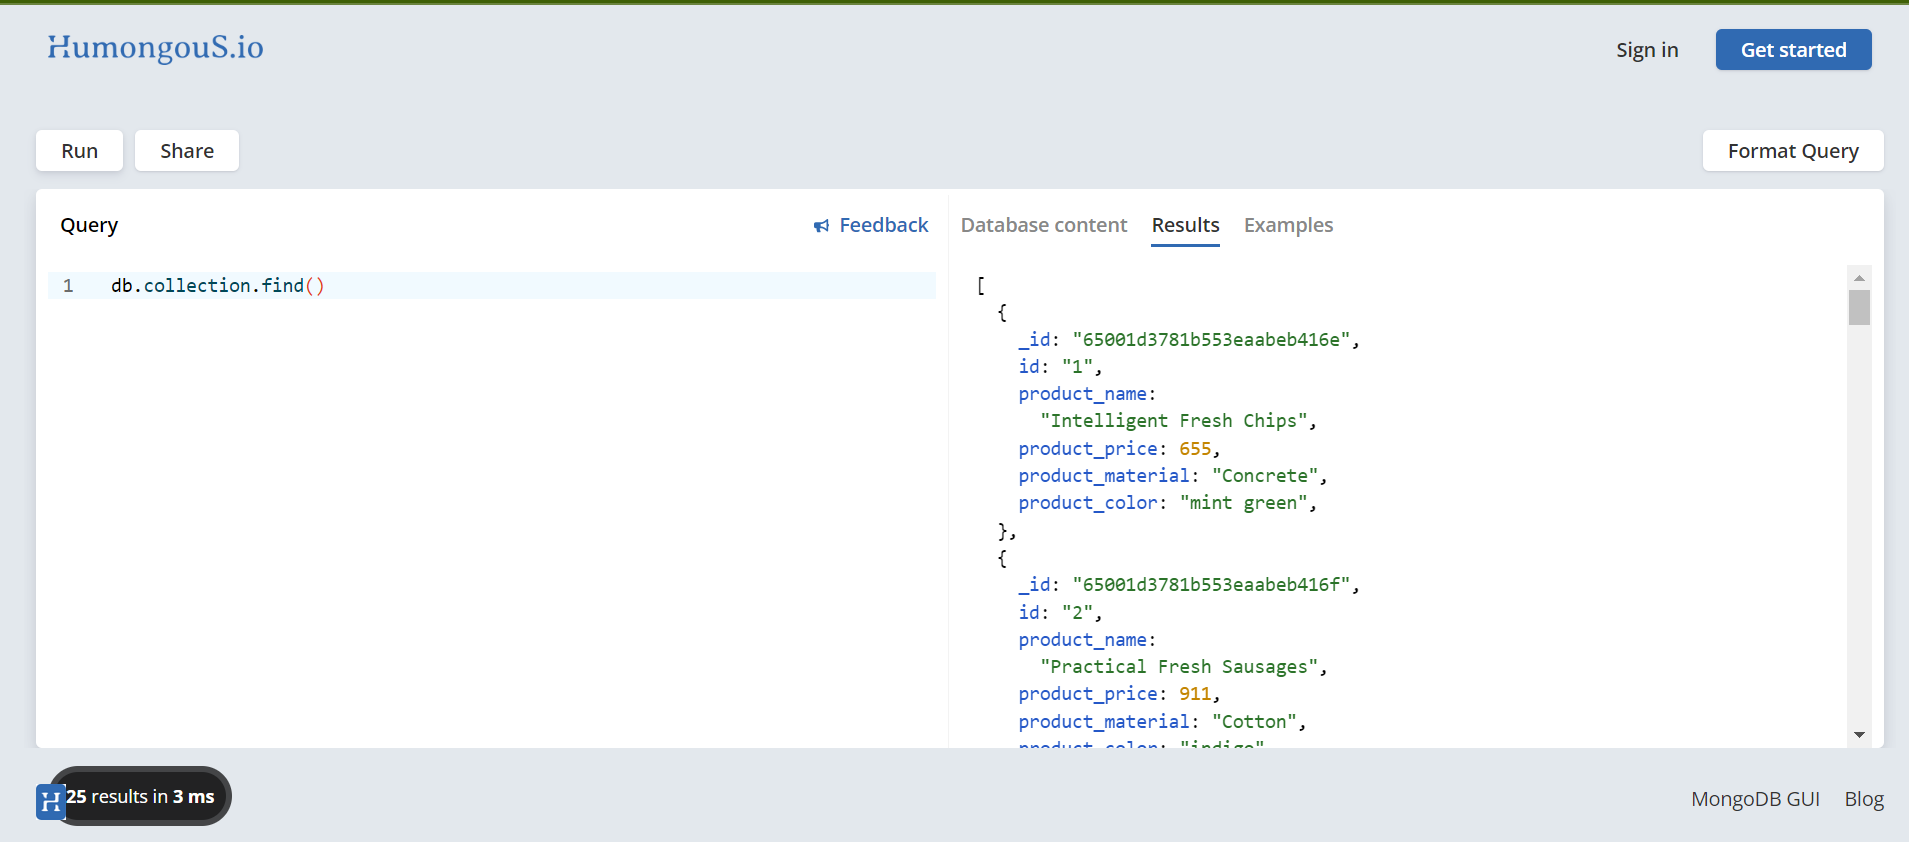 HumongouS.io
Sign in
Get started
Run
Share
Format Query
Query
Feedback
Database content
Results
Examples
1 db.collection.find()
[
{
_id: "65001d3781b553eaabeb416e",
id: "1",
product_name:
"Intelligent Fresh Chips",
product_price: 655,
product_material: "Concrete",
product_color: "mint green",
},
{
_id: "65001d3781b553eaabeb416f",
id: "2",
product_name:
"Practical Fresh Sausages",
product_price: 911,
product_material: "Cotton",
product_color: "indigo"
H
25 results in 3 ms
MongoDB GUI
Blog